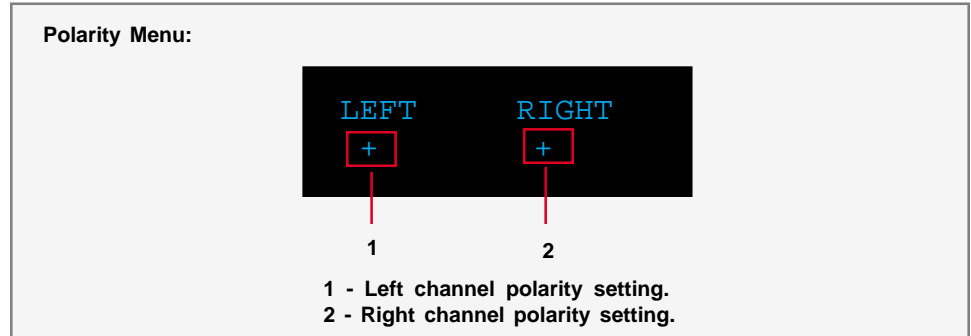 Polarity Menu:
LEFT RIGHT
+ +
1 2
1 - Left channel polarity setting.
2 - Right channel polarity setting.